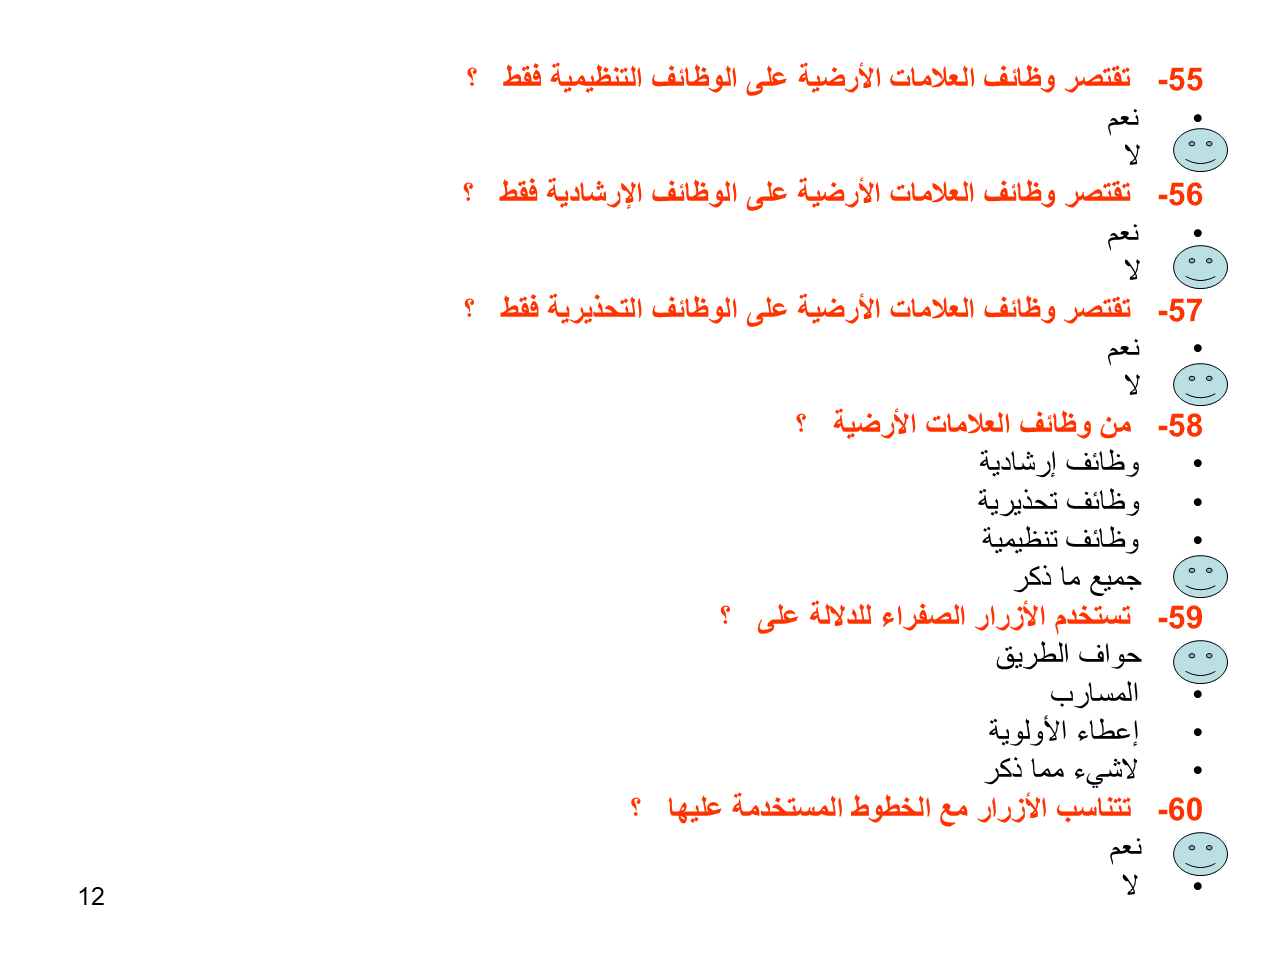 55- تقتصر وظائف العلامات الأرضية على الوظائف التنظيمية فقط ؟
• نعم
لا
56- تقتصر وظائف العلامات الأرضية على الوظائف الإرشادية فقط ؟
• نعم
لا
57- تقتصر وظائف العلامات الأرضية على الوظائف التحذيرية فقط ؟
• نعم
لا
58- من وظائف العلامات الأرضية ؟
• وظائف إرشادية
• وظائف تحذيرية
• وظائف تنظيمية
جميع ما ذكر
59- تستخدم الأزرار الصفراء للدلالة على ؟
حواف الطريق
• المسارب
• إعطاء الأولوية
• لاشيء مما ذكر
60- تتناسب الأزرار مع الخطوط المستخدمة عليها ؟
نعم
• لا
12